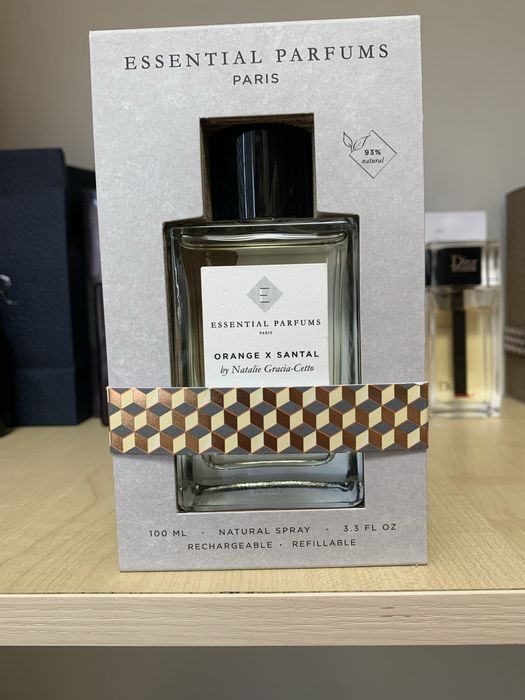 ESSENTIAL PARFUMS
PARIS
93%
natural
E
ESSENTIAL PARFUMS
PARIS
ORANGE X SANTAL
by Natalie Gracia-Cetto
100 ML · NATURAL SPRAY · 3.3 FL OZ
RECHARGEABLE · REFILLABLE
Dior